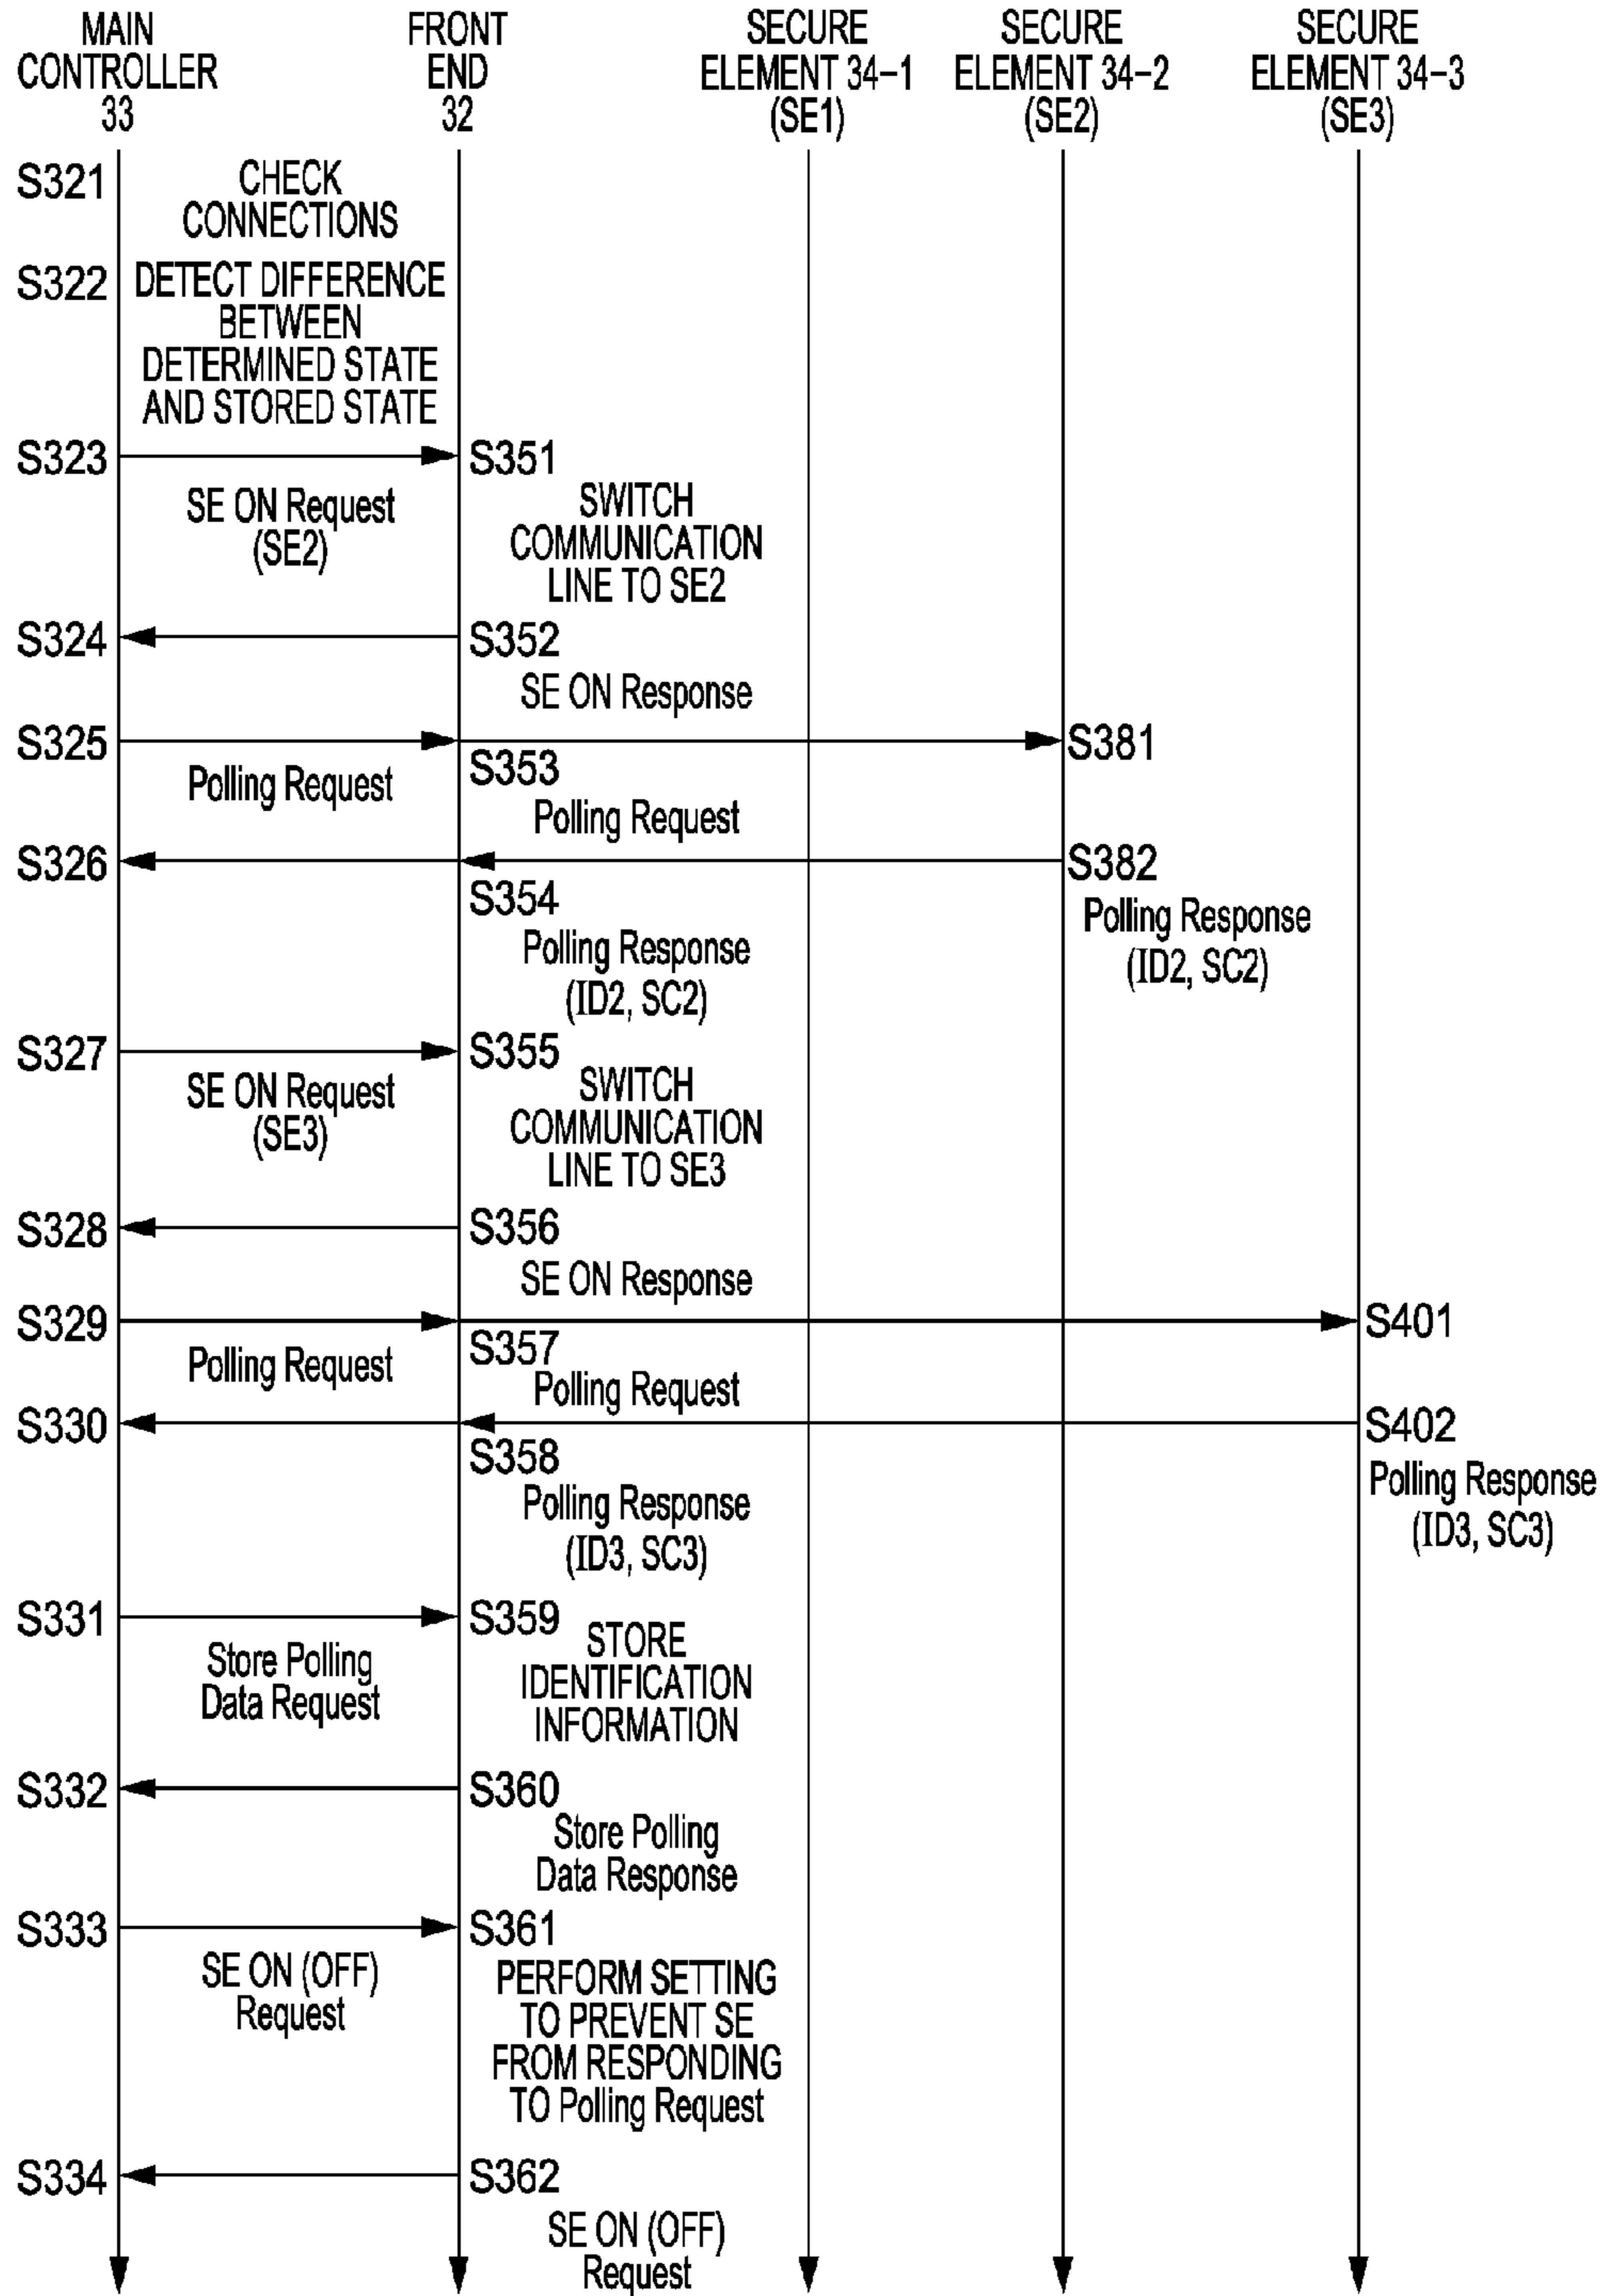 MAIN
CONTROLLER
33
FRONT
END
32
SECURE
ELEMENT 34-1
(SE1)
SECURE
ELEMENT 34-2
(SE2)
SECURE
ELEMENT 34-3
(SE3)
S321
CHECK
CONNECTIONS
S322
DETECT DIFFERENCE
BETWEEN
DETERMINED STATE
AND STORED STATE
S323
S351
SE ON Request
(SE2)
SWITCH
COMMUNICATION
LINE TO SE2
S324
S352
SE ON Response
S325
S353
S381
Polling Request
Polling Request
S326
S354
S382
Polling Response
(ID2, SC2)
Polling Response
(ID2, SC2)
S327
S355
SE ON Request
(SE3)
SWITCH
COMMUNICATION
LINE TO SE3
S328
S356
SE ON Response
S329
S357
S401
Polling Request
Polling Request
S330
S358
S402
Polling Response
(ID3, SC3)
Polling Response
(ID3, SC3)
S331
S359
Store Polling
Data Request
STORE
IDENTIFICATION
INFORMATION
S332
S360
Store Polling
Data Response
S333
S361
SE ON (OFF)
Request
PERFORM SETTING
TO PREVENT SE
FROM RESPONDING
TO Polling Request
S334
S362
SE ON (OFF)
Request